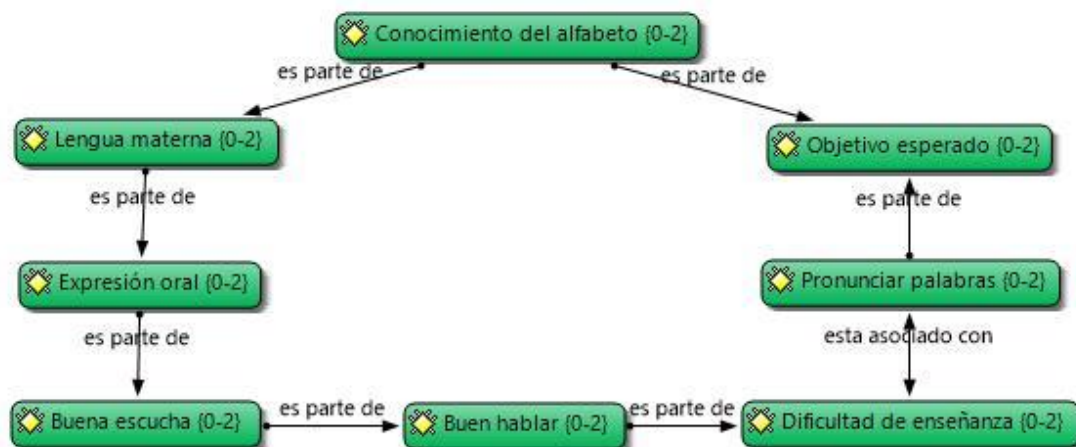 Conocimiento del alfabeto {0-2}
es parte de
es parte de
Lengua materna {0-2}
Objetivo esperado {0-2}
es parte de
es parte de
Expresión oral {0-2}
Pronunciar palabras {0-2}
es parte de
esta asociado con
Buena escucha {0-2}
es parte de
Buen hablar {0-2}
es parte de
Dificultad de enseñanza {0-2}